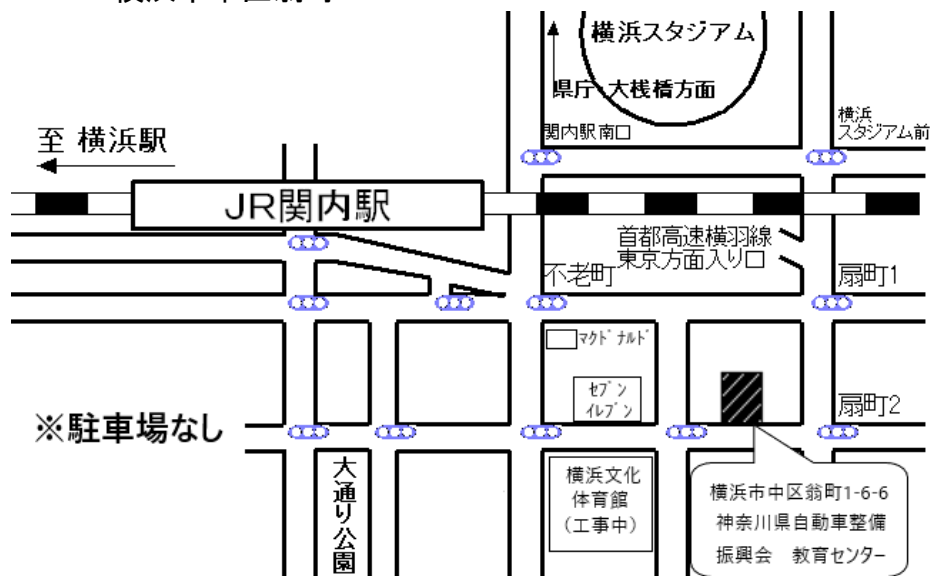 横浜スタジアム
県庁・大桟橋方面
関内駅南口
横浜
スタジアム前
至 横浜駅
JR関内駅
首都高速横羽線
東京方面入り口
不老町
扇町1
マクドナルド
セブン
イレブン
扇町2
※駐車場なし
大通り公園
横浜文化
体育館
(工事中)
横浜市中区翁町1-6-6
神奈川県自動車整備
振興会 教育センター